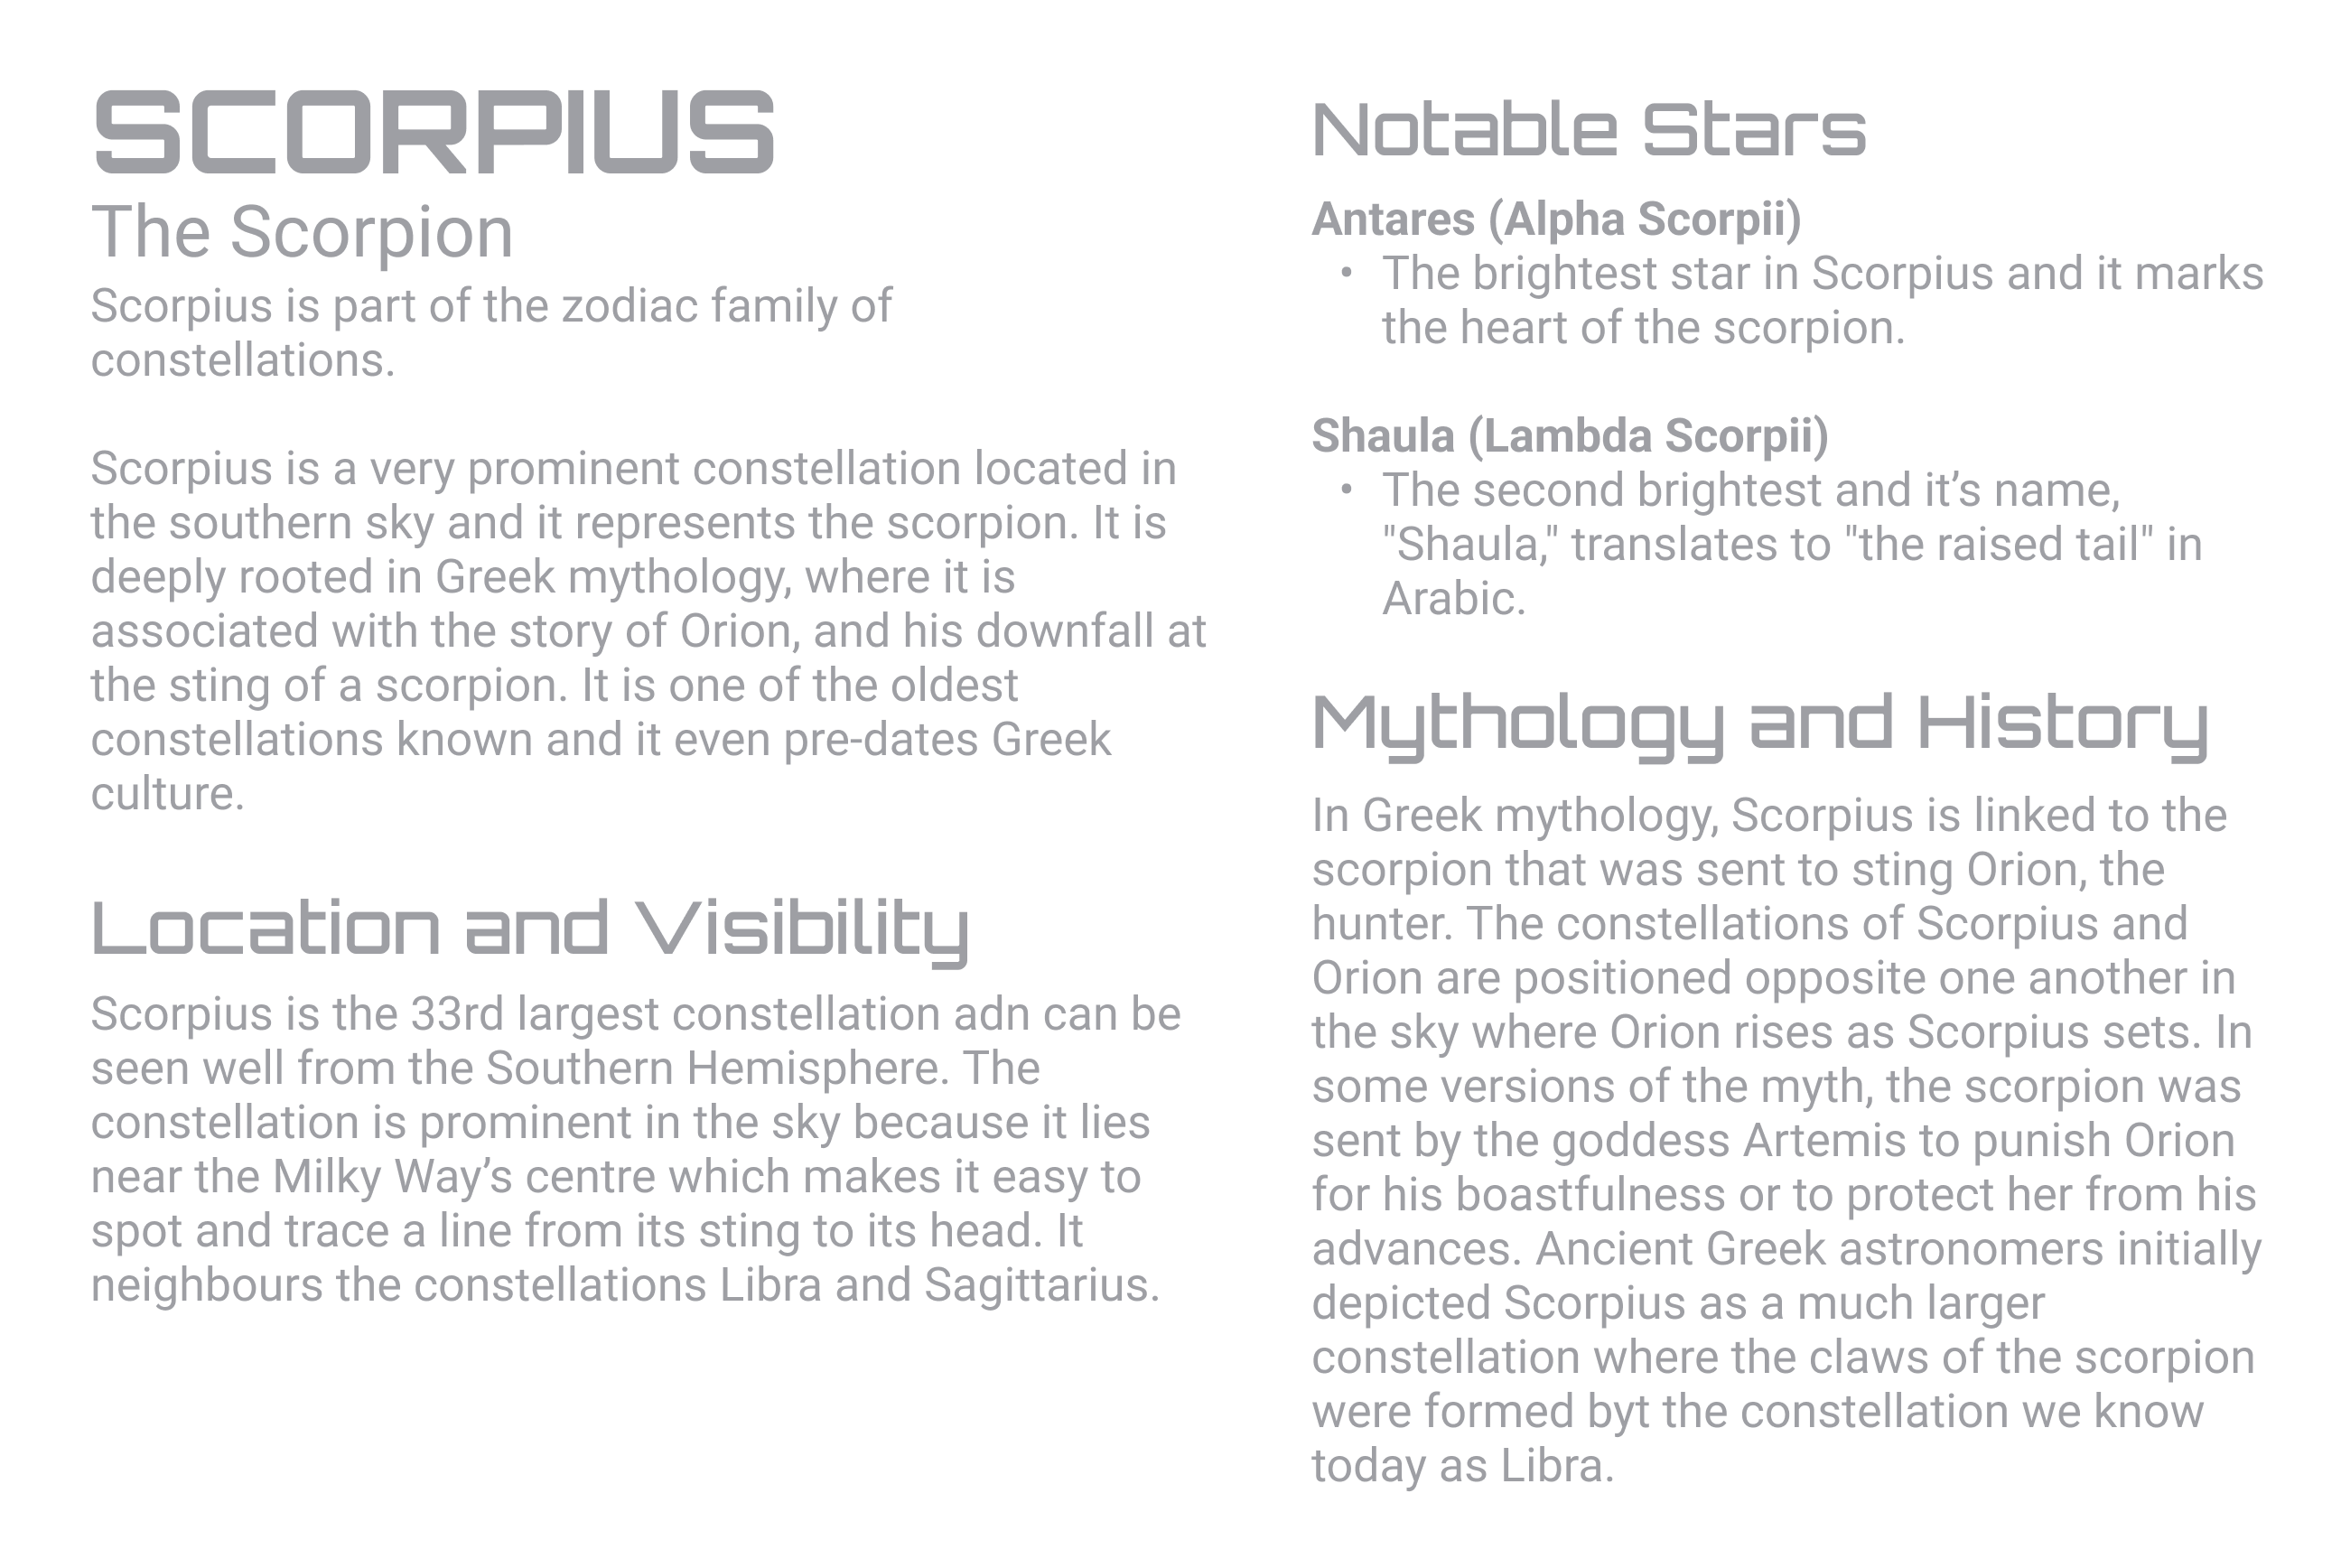 SCORPIUS
The Scorpion
Scorpius is part of the zodiac family of
constellations.
Scorpius is a very prominent constellation located in
the southern sky and it represents the scorpion. It is
deeply rooted in Greek mythology, where it is
associated with the story of Orion, and his downfall at
the sting of a scorpion. It is one of the oldest
constellations known and it even pre-dates Greek
culture.
Location and Visibility
Scorpius is the 33rd largest constellation adn can be
seen well from the Southern Hemisphere. The
constellation is prominent in the sky because it lies
near the Milky Way’s centre which makes it easy to
spot and trace a line from its sting to its head. It
neighbours the constellations Libra and Sagittarius.
Notable Stars
Antares (Alpha Scorpii)
• The brightest star in Scorpius and it marks
the heart of the scorpion.
Shaula (Lambda Scorpii)
• The second brightest and it’s name,
"Shaula," translates to "the raised tail" in
Arabic.
Mythology and History
In Greek mythology, Scorpius is linked to the
scorpion that was sent to sting Orion, the
hunter. The constellations of Scorpius and
Orion are positioned opposite one another in
the sky where Orion rises as Scorpius sets. In
some versions of the myth, the scorpion was
sent by the goddess Artemis to punish Orion
for his boastfulness or to protect her from his
advances. Ancient Greek astronomers initially
depicted Scorpius as a much larger
constellation where the claws of the scorpion
were formed byt the constellation we know
today as Libra.